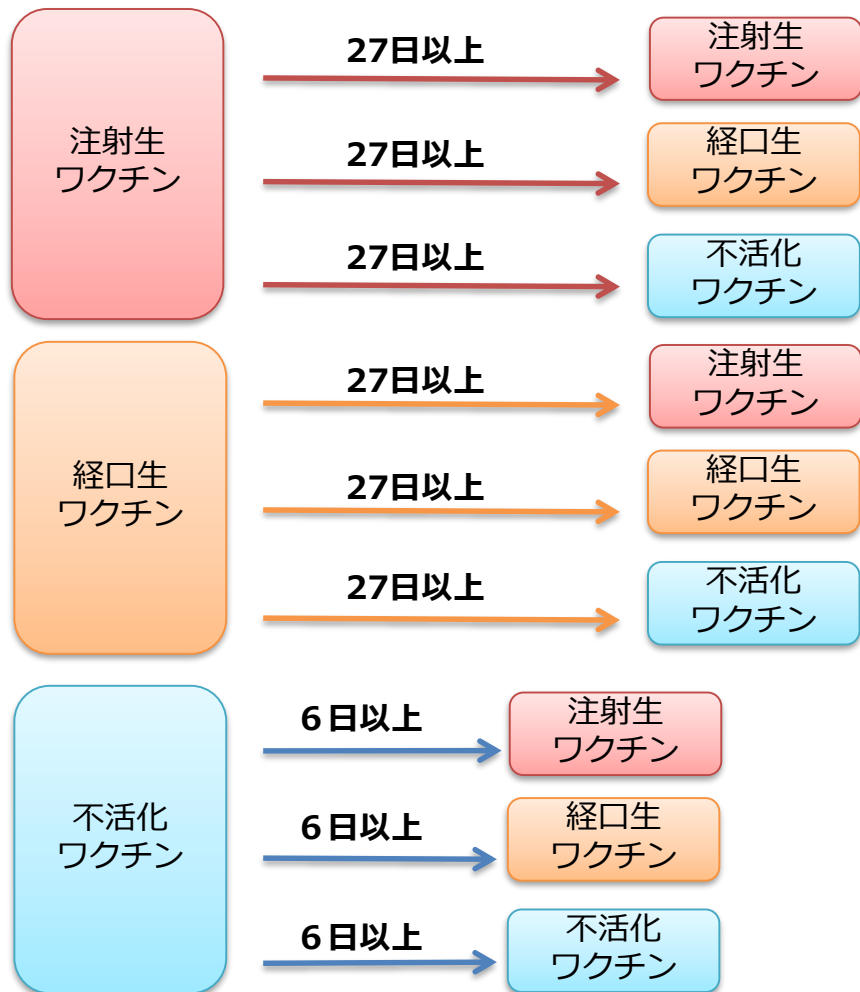 注射生
ワクチン
27日以上
注射生
ワクチン
27日以上
経口生
ワクチン
27日以上
不活化
ワクチン
経口生
ワクチン
27日以上
注射生
ワクチン
27日以上
経口生
ワクチン
27日以上
不活化
ワクチン
不活化
ワクチン
6日以上
注射生
ワクチン
6日以上
経口生
ワクチン
6日以上
不活化
ワクチン